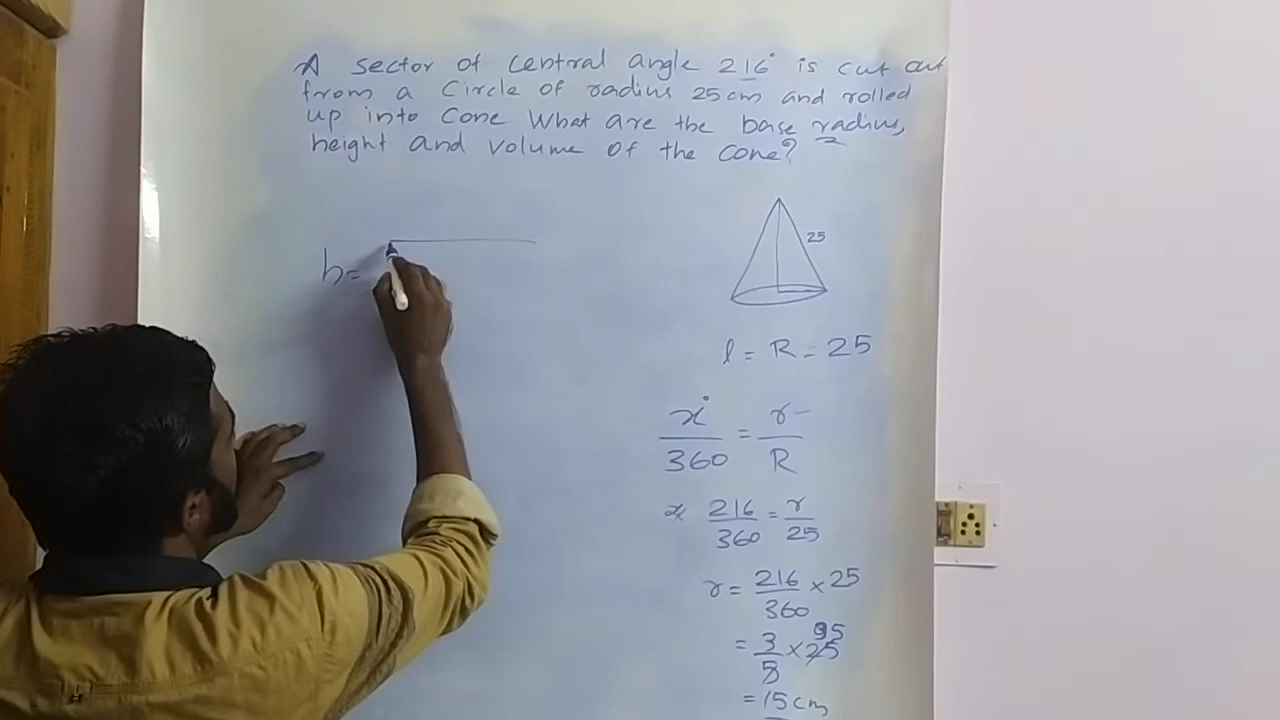 A sector of central angle 216° is cut out
from a Circle of radius 25cm and rolled
up into Cone What are the base radius,
height and volume of the cone?
h=
25
l = R = 25
x° / 360 = r / R
216 / 360 = r / 25
r = 216 / 360 × 25
= 3 / 5 × 25
= 15 cm